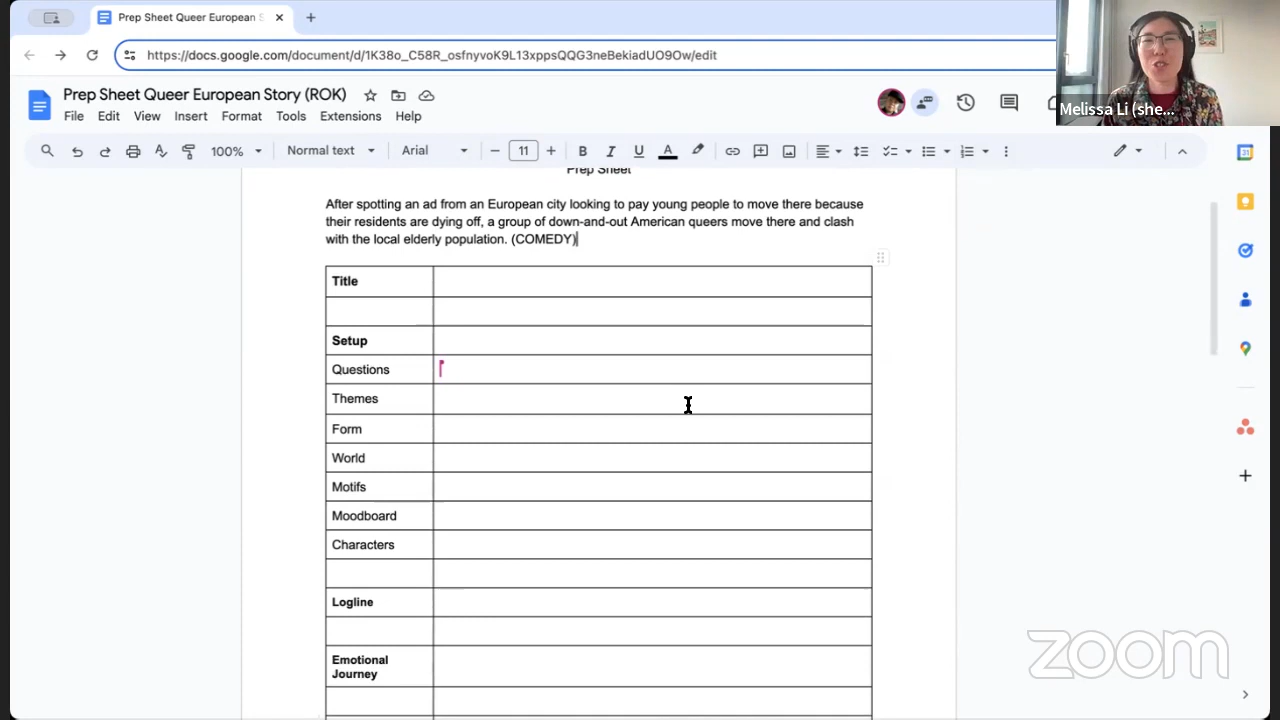 Prep Sheet Queer European S
https://docs.google.com/document/d/1K38o_C58R_osfnyvoK9L13xppsQQG3neBekiadUO9Ow/edit
Prep Sheet Queer European Story (ROK)
File Edit View Insert Format Tools Extensions Help
Melissa Li (she...
100% Normal text Arial 11 B I U A
Prep Sheet
After spotting an ad from an European city looking to pay young people to move there because
their residents are dying off, a group of down-and-out American queers move there and clash
with the local elderly population. (COMEDY)
Title
Setup
Questions
Themes
Form
World
Motifs
Moodboard
Characters
Logline
Emotional
Journey
zoom